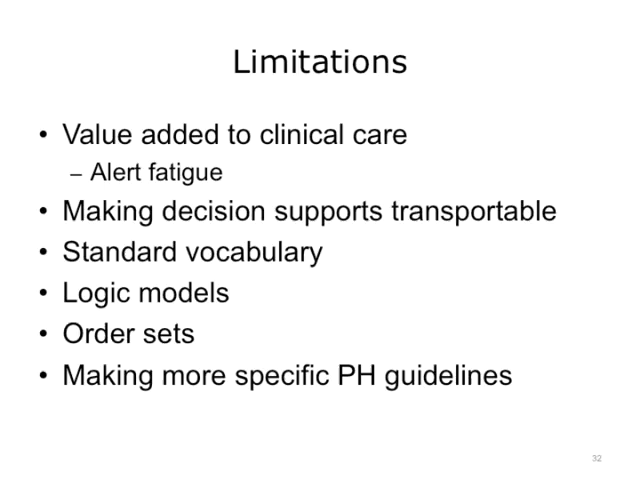 Limitations
• Value added to clinical care
– Alert fatigue
• Making decision supports transportable
• Standard vocabulary
• Logic models
• Order sets
• Making more specific PH guidelines
32